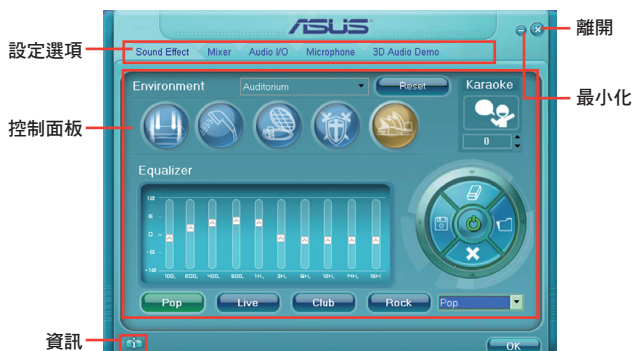 ASUS
離開
設定選項
Sound Effect Mixer Audio I/O Microphone 3D Audio Demo
最小化
Environment Auditorium Reset Karaoke
控制面板
0
Equalizer
12
6
0
-6
-12
100, 200, 400, 600, 1K, 3K, 6K, 12K, 14K, 16K
Pop Live Club Rock Pop
資訊
i OK